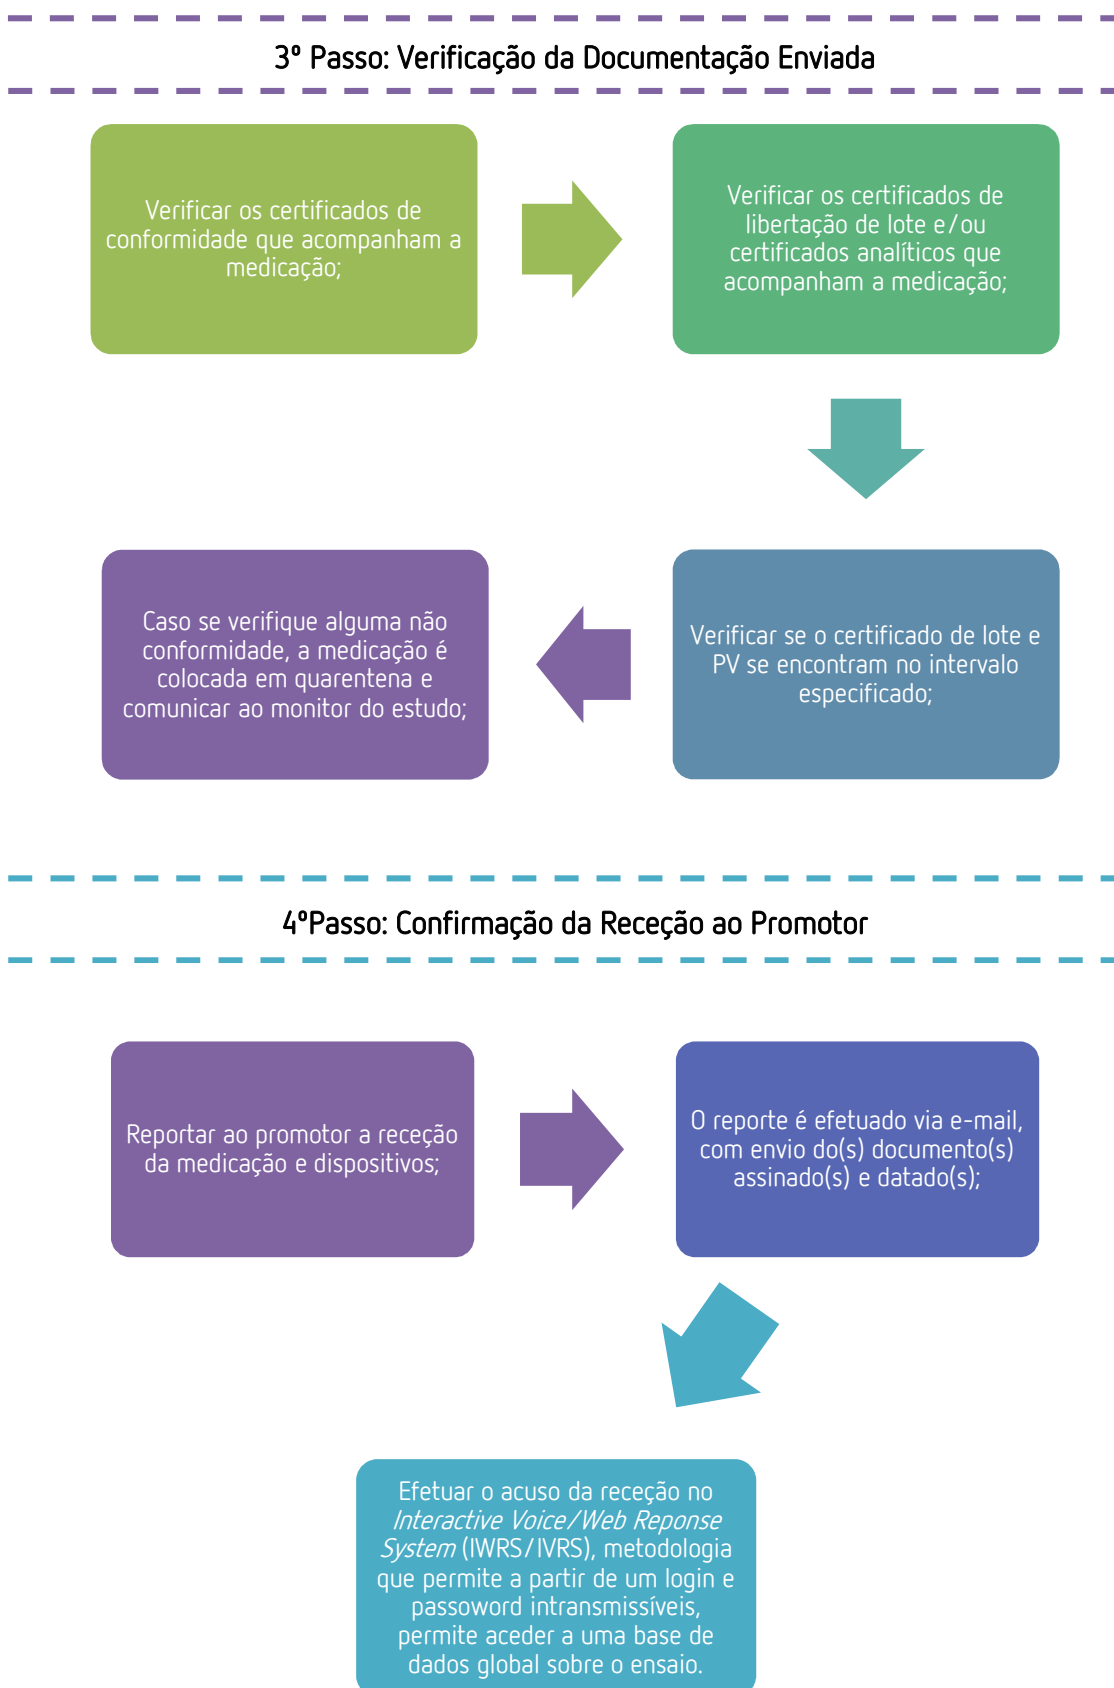 3º Passo: Verificação da Documentação Enviada
Verificar os certificados de
conformidade que acompanham a
medicação;
Verificar os certificados de
libertação de lote e/ou
certificados analíticos que
acompanham a medicação;
Verificar se o certificado de lote e
PV se encontram no intervalo
especificado;
Caso se verifique alguma não
conformidade, a medicação é
colocada em quarentena e
comunicar ao monitor do estudo;
4ºPasso: Confirmação da Receção ao Promotor
Reportar ao promotor a receção
da medicação e dispositivos;
O reporte é efetuado via e-mail,
com envio do(s) documento(s)
assinado(s) e datado(s);
Efetuar o acuso da receção no
Interactive Voice/Web Reponse
System (IWRS/IVRS), metodologia
que permite a partir de um login e
passoword intransmissíveis,
permite aceder a uma base de
dados global sobre o ensaio.